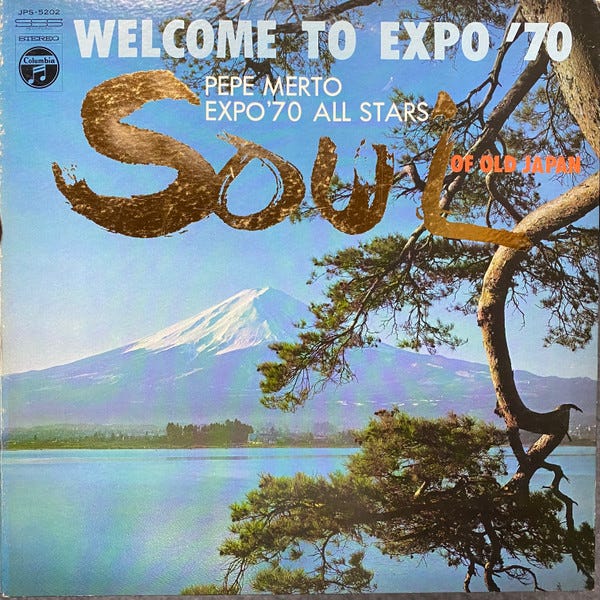 JPS-5202
STEREO
Columbia
WELCOME TO EXPO '70
PEPE MERTO
EXPO'70 ALL STARS
SOUL
OF OLD JAPAN